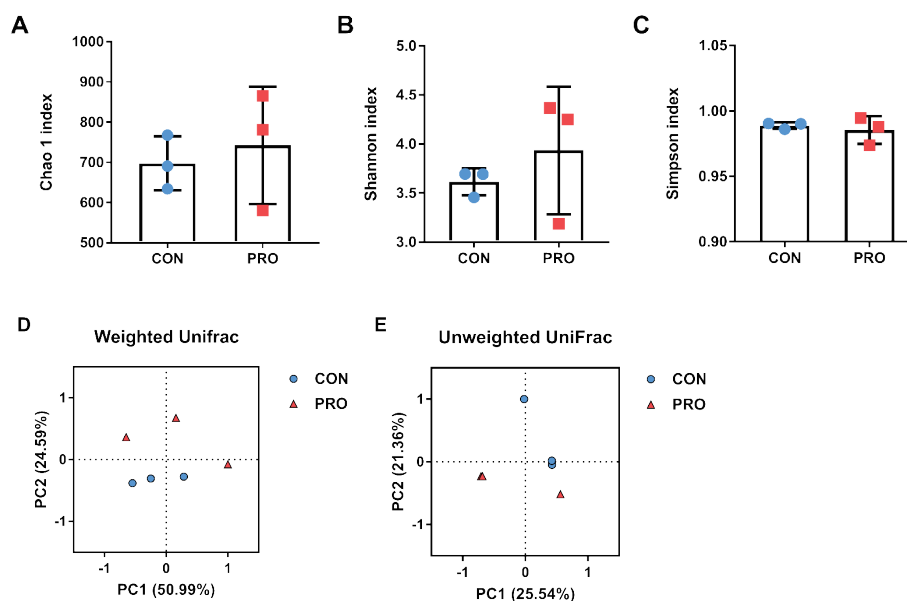 A
Chao 1 index
1000
900
800
700
600
500
CON PRO
B
Shannon index
5.0
4.5
4.0
3.5
3.0
CON PRO
C
Simpson index
1.05
1.00
0.95
0.90
CON PRO
D
Weighted Unifrac
PC2 (24.59%)
1
0
-1
-1 0 1
PC1 (50.99%)
CON
PRO
E
Unweighted UniFrac
PC2 (21.36%)
1
0
-1
-1 0 1
PC1 (25.54%)
CON
PRO